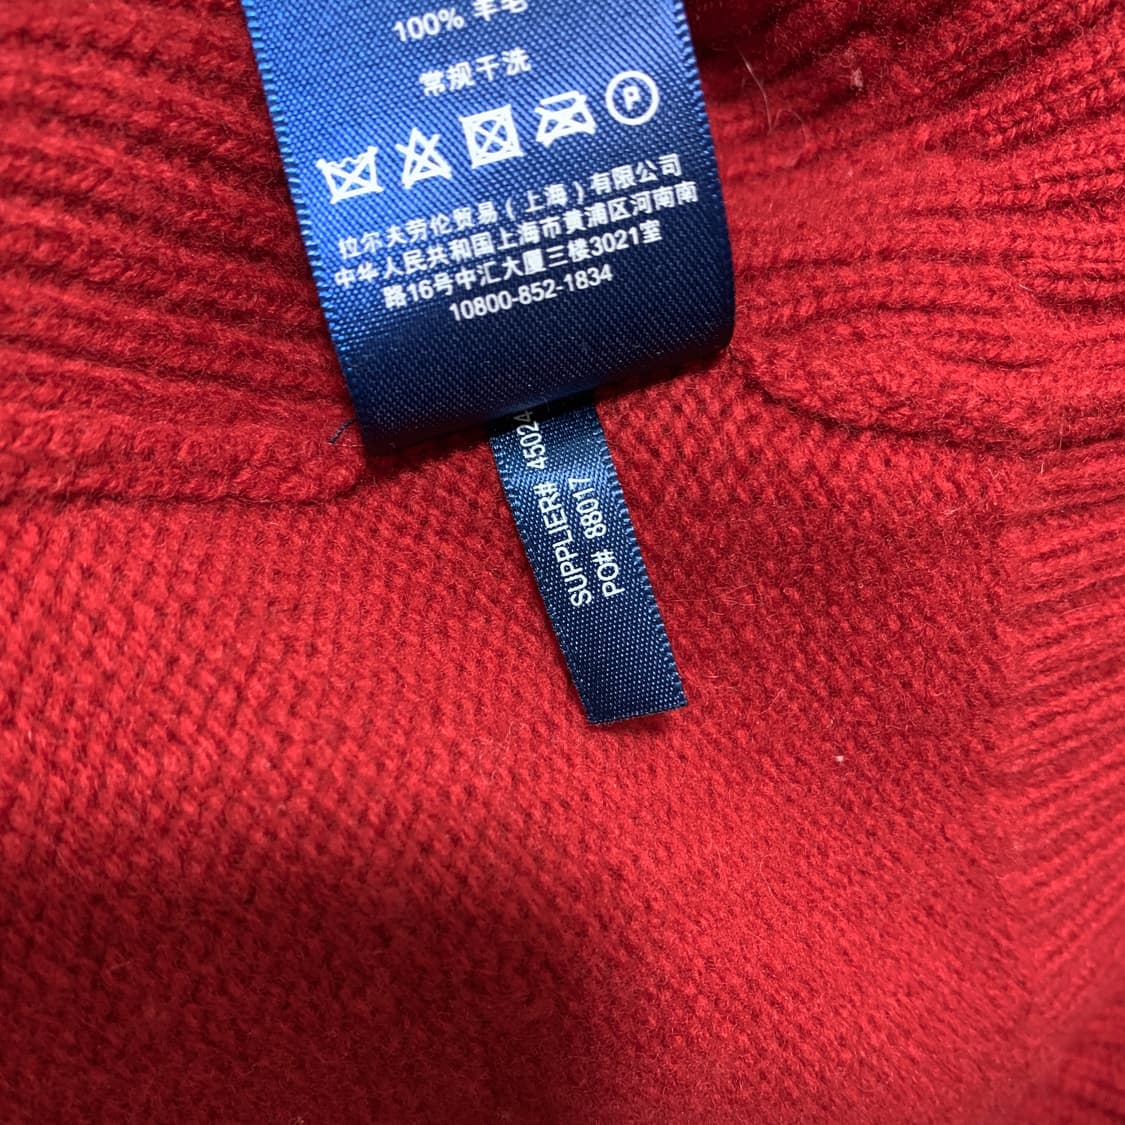 100% 羊毛
常规干洗
P
拉尔夫劳伦贸易（上海）有限公司
中华人民共和国上海市黄浦区河南南
路16号中汇大厦三楼3021室
10800-852-1834
SUPPLIER# 45024
PO# 88017